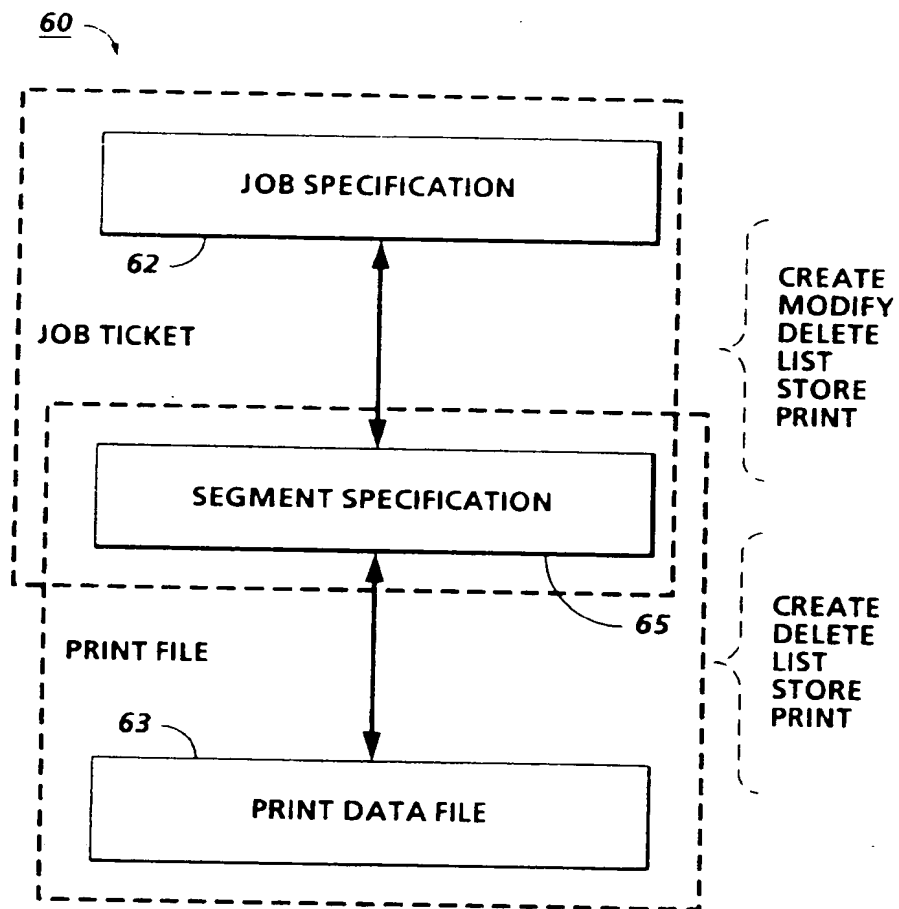 60
JOB SPECIFICATION
62
JOB TICKET
CREATE
MODIFY
DELETE
LIST
STORE
PRINT
SEGMENT SPECIFICATION
65
PRINT FILE
CREATE
DELETE
LIST
STORE
PRINT
63
PRINT DATA FILE